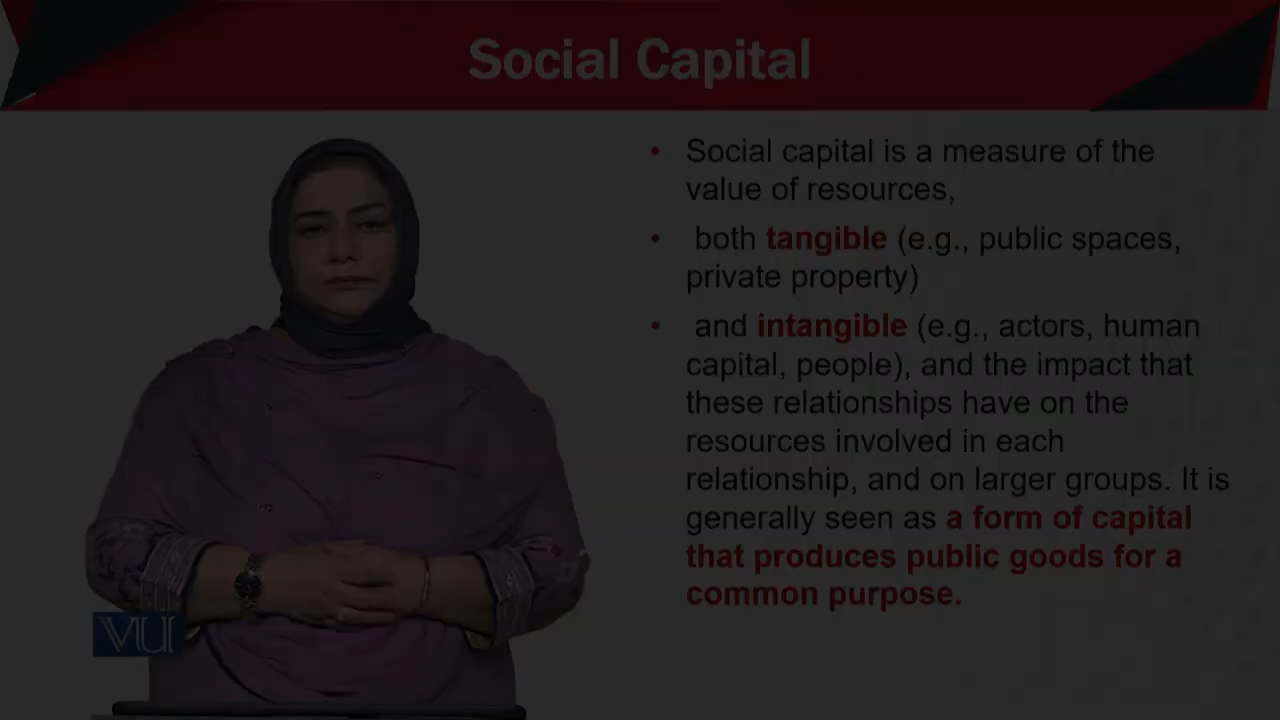 Social Capital
• Social capital is a measure of the
value of resources,
• both tangible (e.g., public spaces,
private property)
• and intangible (e.g., actors, human
capital, people), and the impact that
these relationships have on the
resources involved in each
relationship, and on larger groups. It is
generally seen as a form of capital
that produces public goods for a
common purpose.
VU